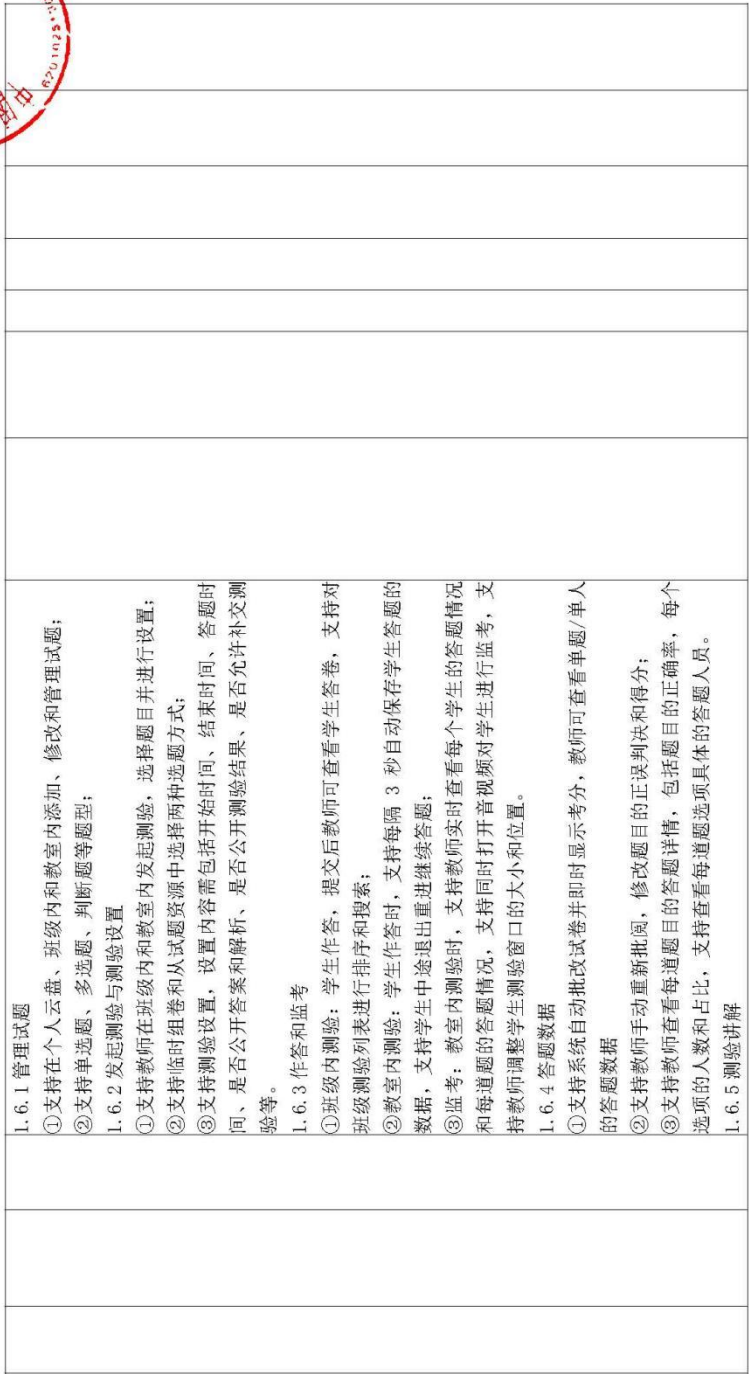 1.6.1 管理试题
①支持在个人云盘、班级内和教室内添加、修改和管理试题；
②支持单选题、多选题、判断题等题型；
1.6.2 发起测验与测验设置
①支持教师在班级内和教室内发起测验，选择题目并进行设置；
②支持临时组卷和从试题资源中选择两种选题方式；
③支持测验设置，设置内容需包括开始时间、结束时间、答题时
间、是否公开答案和解析、是否公开测验结果、是否允许补交测
验等。
1.6.3 作答和监考
①班级内测验：学生作答，提交后教师可查看学生答卷，支持对
班级测验列表进行排序和搜索；
②教室内测验：学生作答时，支持每隔 3 秒自动保存学生答题的
数据，支持学生中途退出重进继续答题；
③监考：教室内测验时，支持教师实时查看每个学生的答题情况
和每道题的答题情况，支持同时打开音视频对学生进行监考，支
持教师调整学生测验窗口的大小和位置。
1.6.4 答题数据
①支持系统自动批改试卷并即时显示考分，教师可查看单题/单人
的答题数据
②支持教师手动重新批阅，修改题目的正误判决和得分；
③支持教师查看每道题目的答题详情，包括题目的正确率，每个
选项的人数和占比，支持查看每道题选项具体的答题人员。
1.6.5 测验讲解